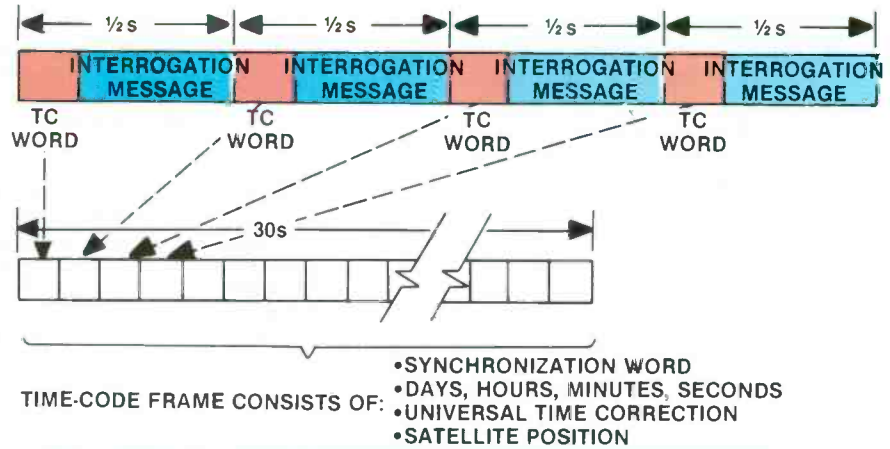 ½ s ½ s ½ s ½ s
INTERROGATION INTERROGATION INTERROGATION INTERROGATION
MESSAGE MESSAGE MESSAGE MESSAGE
TC TC TC TC
WORD WORD WORD WORD
30s
•SYNCHRONIZATION WORD
•DAYS, HOURS, MINUTES, SECONDS
TIME-CODE FRAME CONSISTS OF: •UNIVERSAL TIME CORRECTION
•SATELLITE POSITION